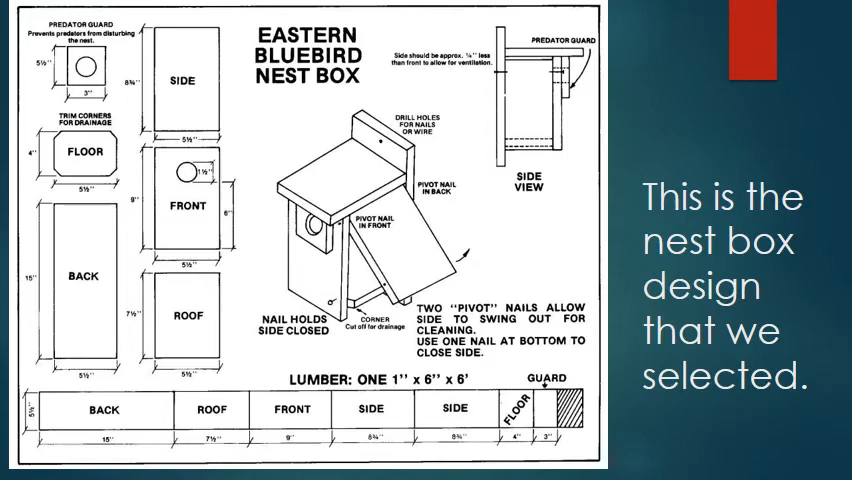 EASTERN
BLUEBIRD
NEST BOX
PREDATOR GUARD
Prevents predators from disturbing
the nest.
5½"
3"
TRIM CORNERS
FOR DRAINAGE
FLOOR
4"
5½"
BACK
15"
5½"
SIDE
8¾"
5½"
1½"
FRONT
9"
6"
5½"
ROOF
7½"
5½"
DRILL HOLES
FOR NAILS
OR WIRE
PIVOT NAIL
IN BACK
PIVOT NAIL
IN FRONT
NAIL HOLDS
SIDE CLOSED
CORNER
Cut off for drainage
Side should be approx. ¼" less
than front to allow for ventilation.
PREDATOR GUARD
SIDE
VIEW
TWO "PIVOT" NAILS ALLOW
SIDE TO SWING OUT FOR
CLEANING.
USE ONE NAIL AT BOTTOM TO
CLOSE SIDE.
LUMBER: ONE 1" x 6" x 6'
GUARD
5½"
BACK ROOF FRONT SIDE SIDE FLOOR
15" 7½" 9" 8¾" 8¾" 4" 3"
This is the
nest box
design
that we
selected.